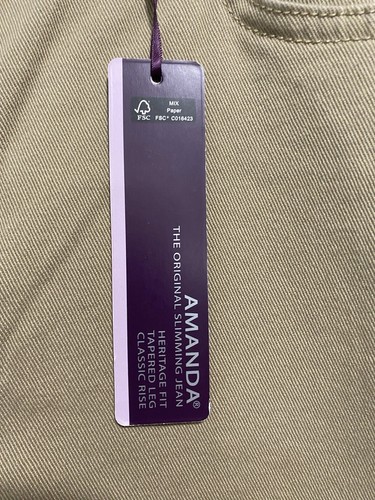 MIX
Paper
FSC
FSC® C016423
AMANDA®
THE ORIGINAL SLIMMING JEAN
HERITAGE FIT
TAPERED LEG
CLASSIC RISE